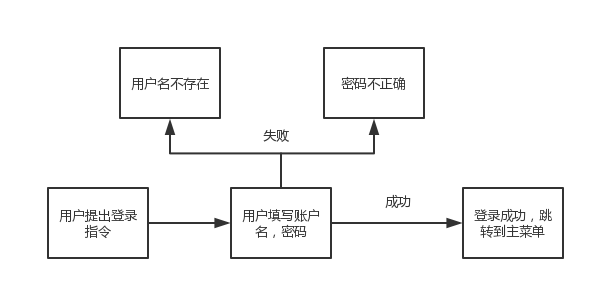 用户名不存在
密码不正确
失败
用户提出登录
指令
用户填写账户
名，密码
成功
登录成功，跳
转到主菜单